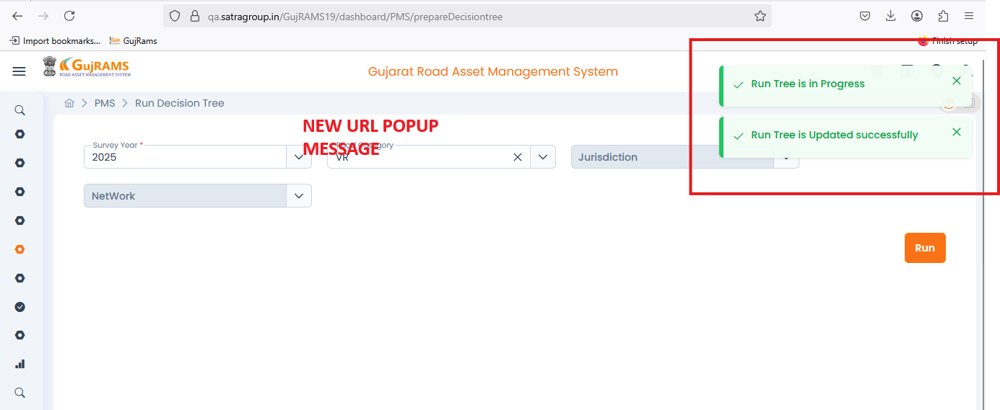 qa.satragroup.in/GujRAMS19/dashboard/PMS/prepareDecisiontree
Import bookmarks...
GujRams
Finish setup
GujRAMS
ROAD ASSET MANAGEMENT SYSTEM
Gujarat Road Asset Management System
Run Tree is in Progress
PMS
Run Decision Tree
Run Tree is Updated successfully
NEW URL POPUP
MESSAGE
Survey Year *
2025
Road Category
VR
Jurisdiction
NetWork
Run